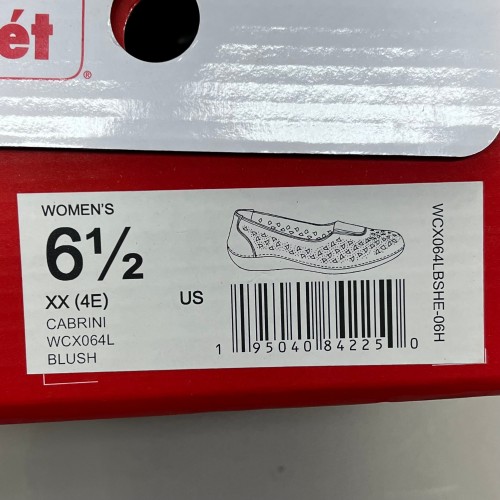 ét
®
WOMEN'S
6½
XX (4E)
US
CABRINI
WCX064L
BLUSH
1 95040 84225 0
WCX064LBSHE-06H